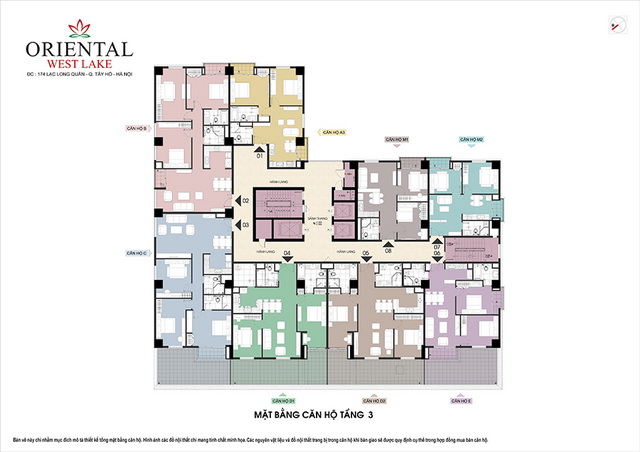 ORIENTAL
WEST LAKE
ĐC : 174 LẠC LONG QUÂN - Q. TÂY HỒ - HÀ NỘI
CĂN HỘ B
CĂN HỘ A3
CĂN HỘ M1
CĂN HỘ M2
01
HÀNH LANG
02
03
SẢNH THANG
CĂN HỘ C
HÀNH LANG
HÀNH LANG
04
05
08
07
06
CĂN HỘ D1
CĂN HỘ D2
CĂN HỘ E
MẶT BẰNG CĂN HỘ TẦNG 3
Bản vẽ này chỉ nhằm mục đích mô tả thiết kế tổng mặt bằng căn hộ. Hình ảnh các đồ nội thất chỉ mang tính chất minh họa. Các nguyên vật liệu và đồ nội thất trang bị trong căn hộ khi bàn giao sẽ được quy định cụ thể trong hợp đồng mua bán căn hộ.